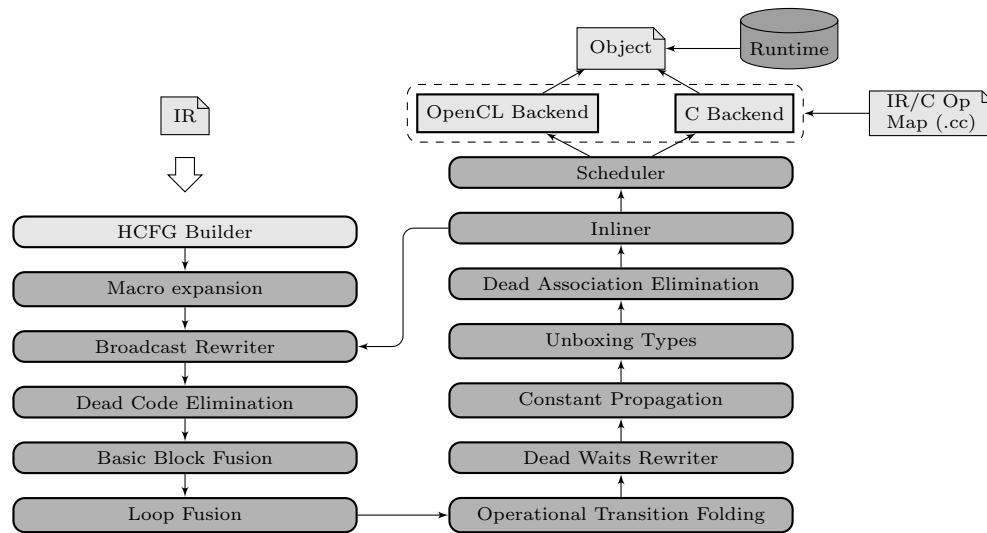 Object
Runtime
IR
OpenCL Backend
C Backend
IR/C Op
Map (.cc)
Scheduler
HCFG Builder
Inliner
Macro expansion
Dead Association Elimination
Broadcast Rewriter
Unboxing Types
Dead Code Elimination
Constant Propagation
Basic Block Fusion
Dead Waits Rewriter
Loop Fusion
Operational Transition Folding